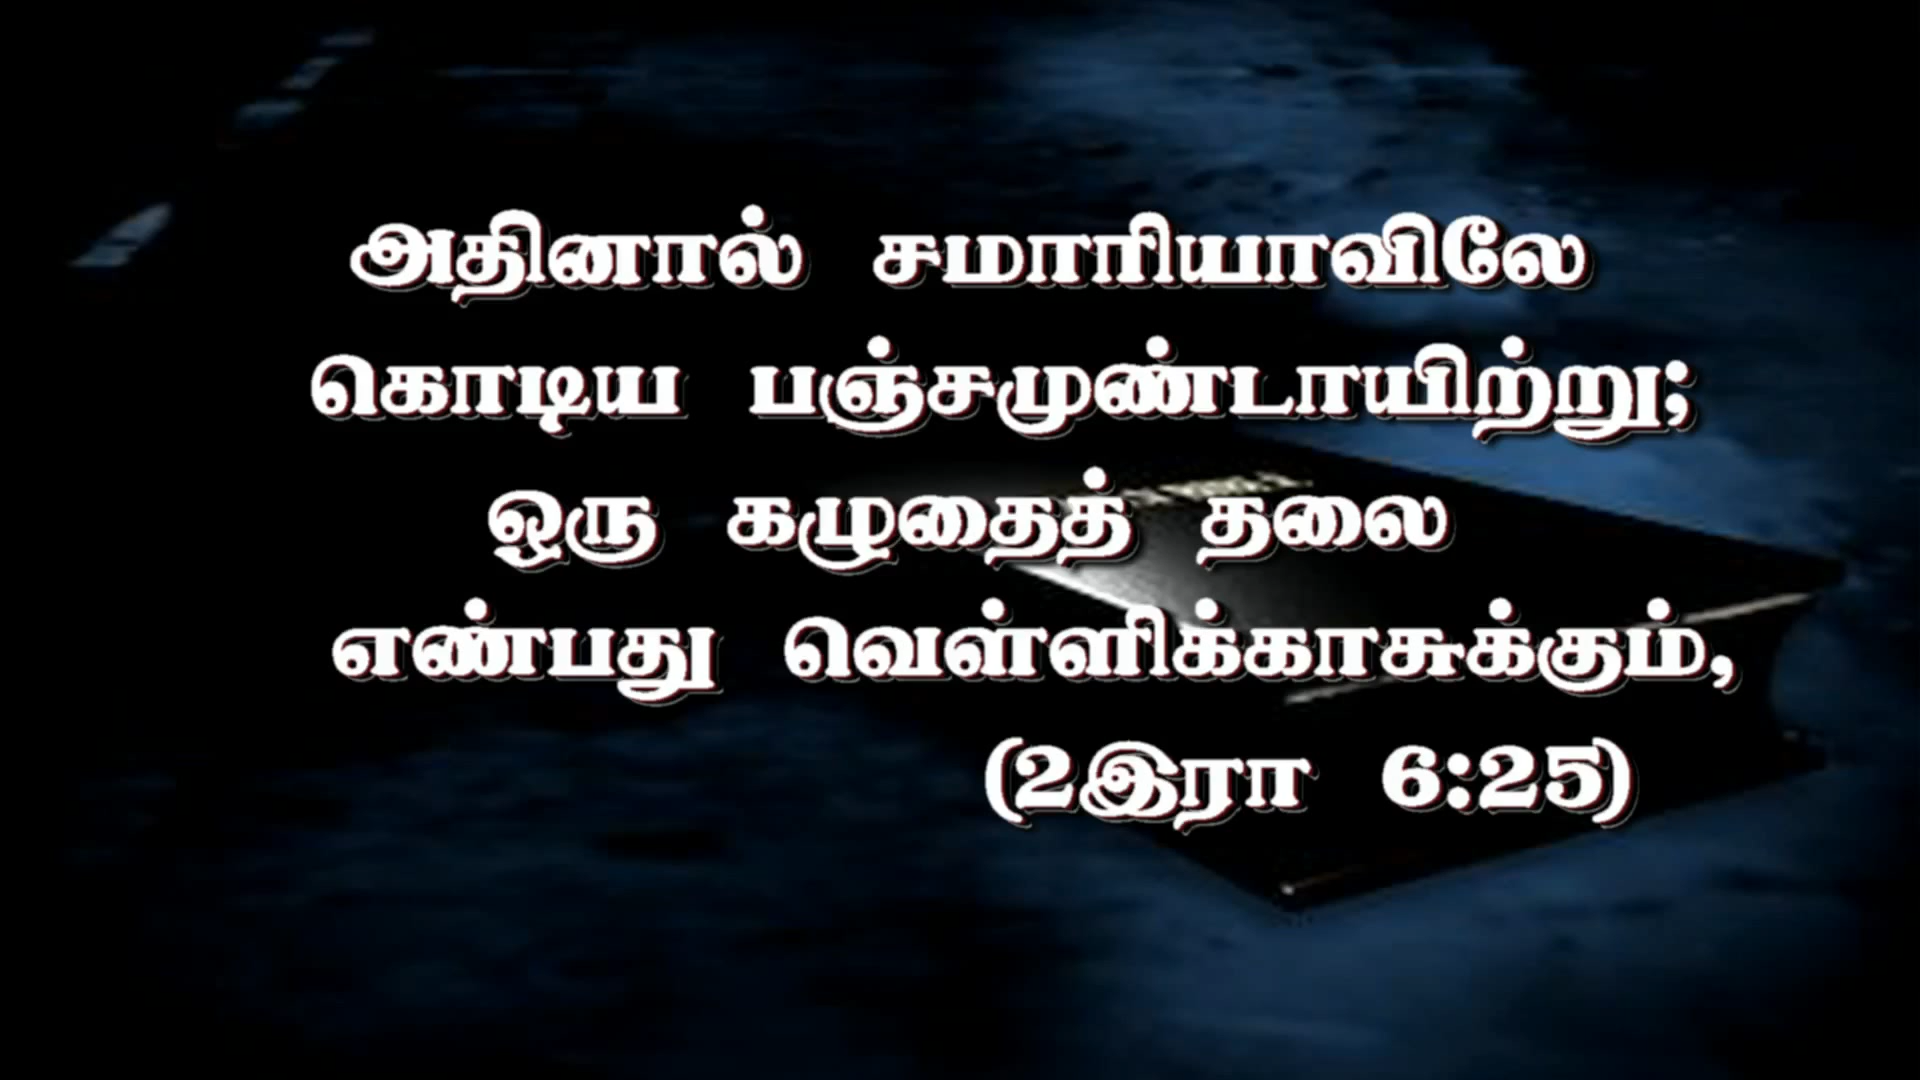 அதினால் சமாரியாவிலே
கொடிய பஞ்சமுண்டாயிற்று;
ஒரு கழுதைத் தலை
எண்பது வெள்ளிக்காசுக்கும்,
(2இரா 6:25)